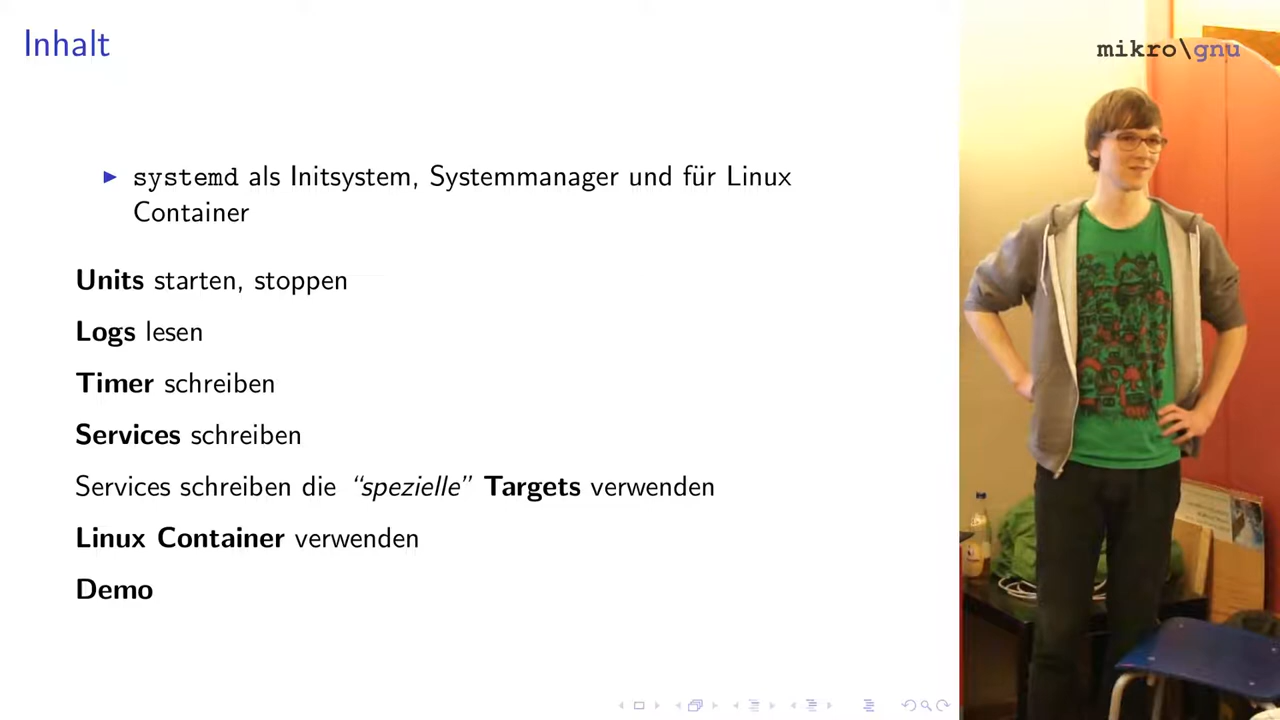 Inhalt
mikro\gnu
systemd als Initsystem, Systemmanager und für Linux
Container
Units starten, stoppen
Logs lesen
Timer schreiben
Services schreiben
Services schreiben die “spezielle” Targets verwenden
Linux Container verwenden
Demo